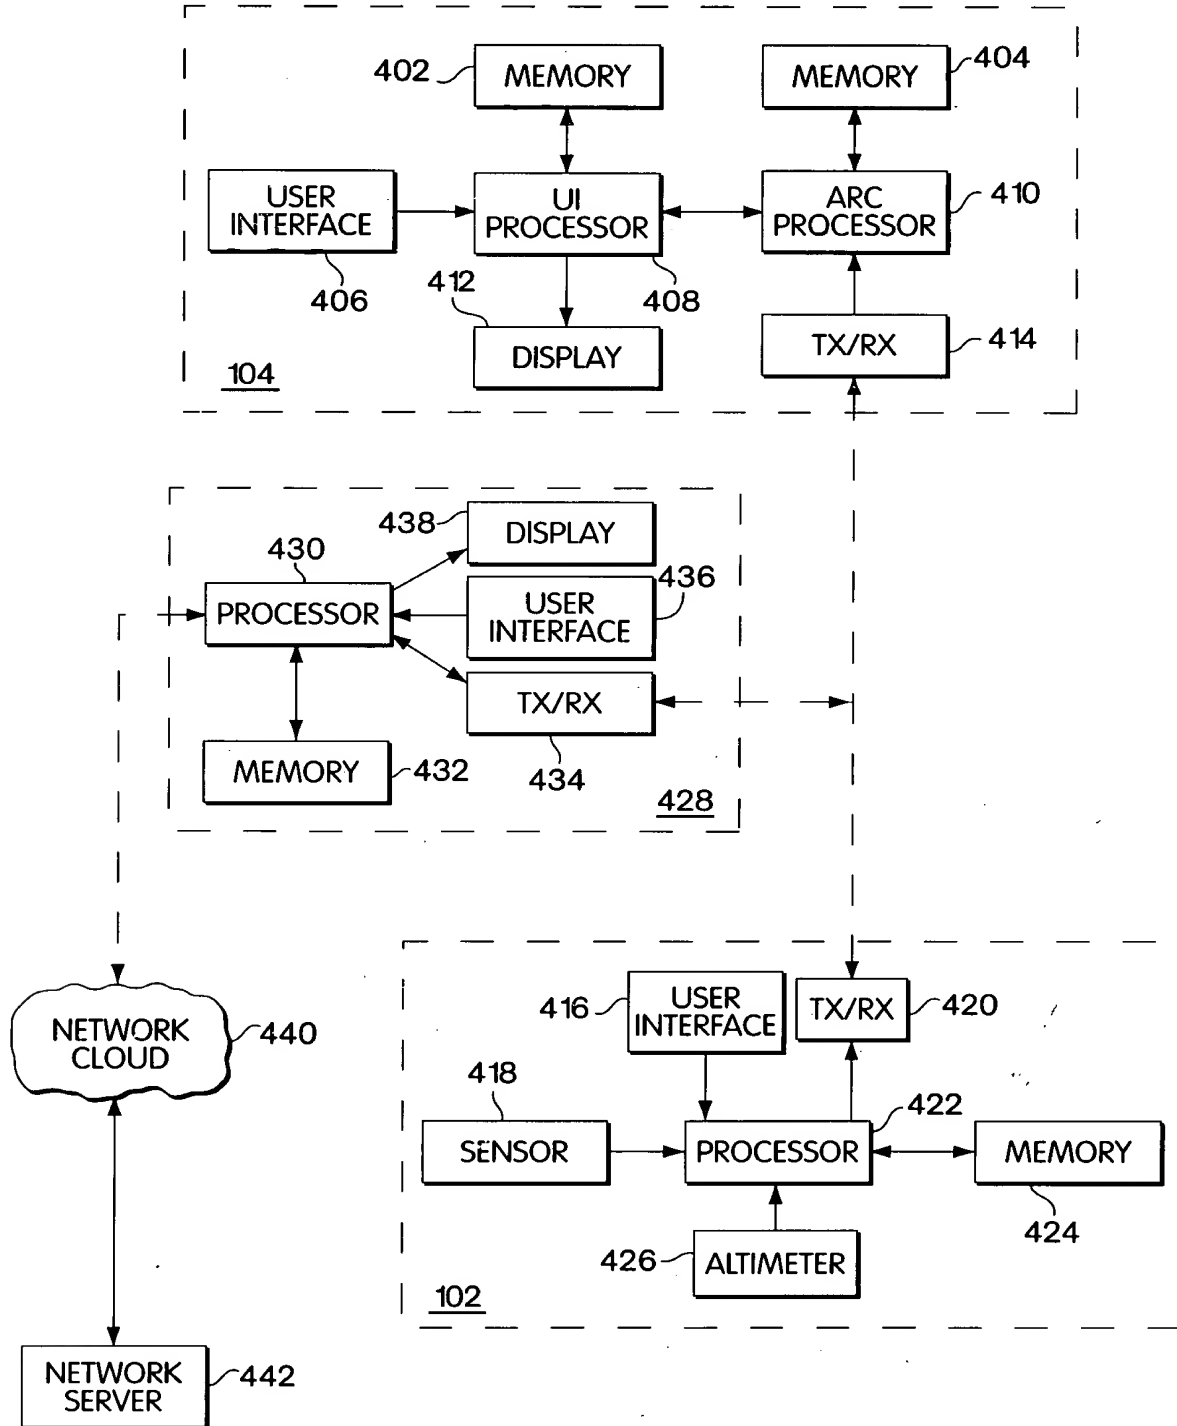 402
MEMORY
MEMORY
404
USER
INTERFACE
406
UI
PROCESSOR
408
ARC
PROCESSOR
410
412
DISPLAY
TX/RX
414
104
438
DISPLAY
430
PROCESSOR
USER
INTERFACE
436
TX/RX
434
MEMORY
432
428
NETWORK
CLOUD
440
416
USER
INTERFACE
TX/RX
420
418
SENSOR
PROCESSOR
422
MEMORY
424
426
ALTIMETER
102
NETWORK
SERVER
442